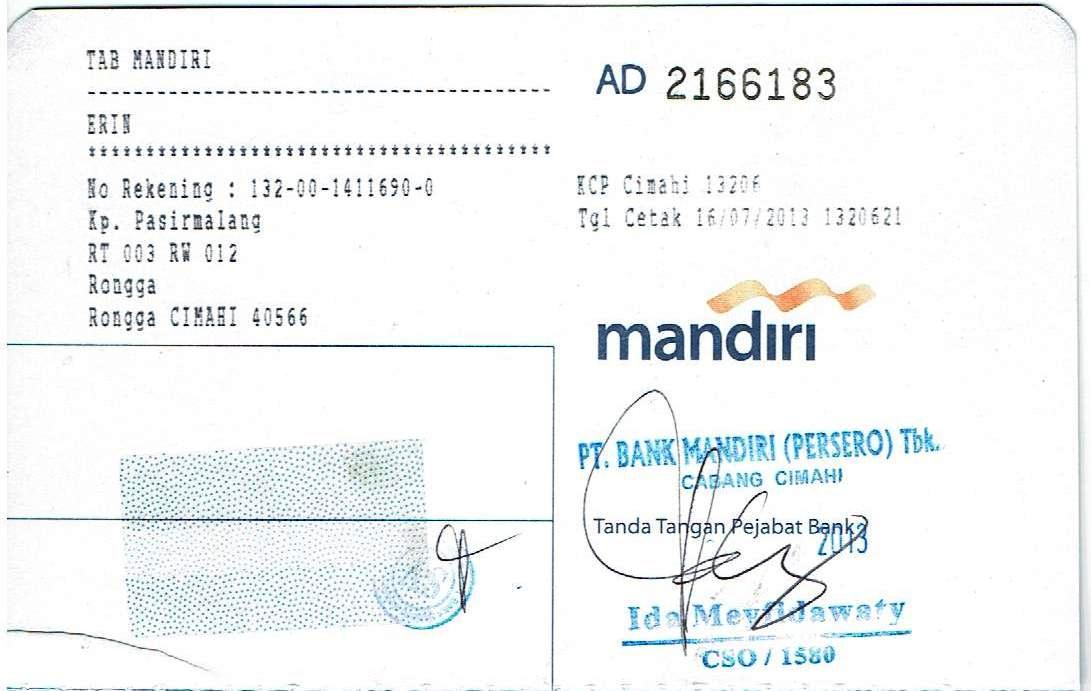 TAB MANDIRI
ERIN
No Rekening : 132-00-1411690-0
Kp. Pasirmalang
RT 003 RW 012
Rongga
Rongga CIMAHI 40566
AD 2166183
KCP Cimahi 13206
Tgl Cetak 16/07/2013 1320621
mandiri
PT. BANK MANDIRI (PERSERO) Tbk.
CABANG CIMAHI
Tanda Tangan Pejabat Bank
2013
Ida Meyfidawaty
CSO / 1580